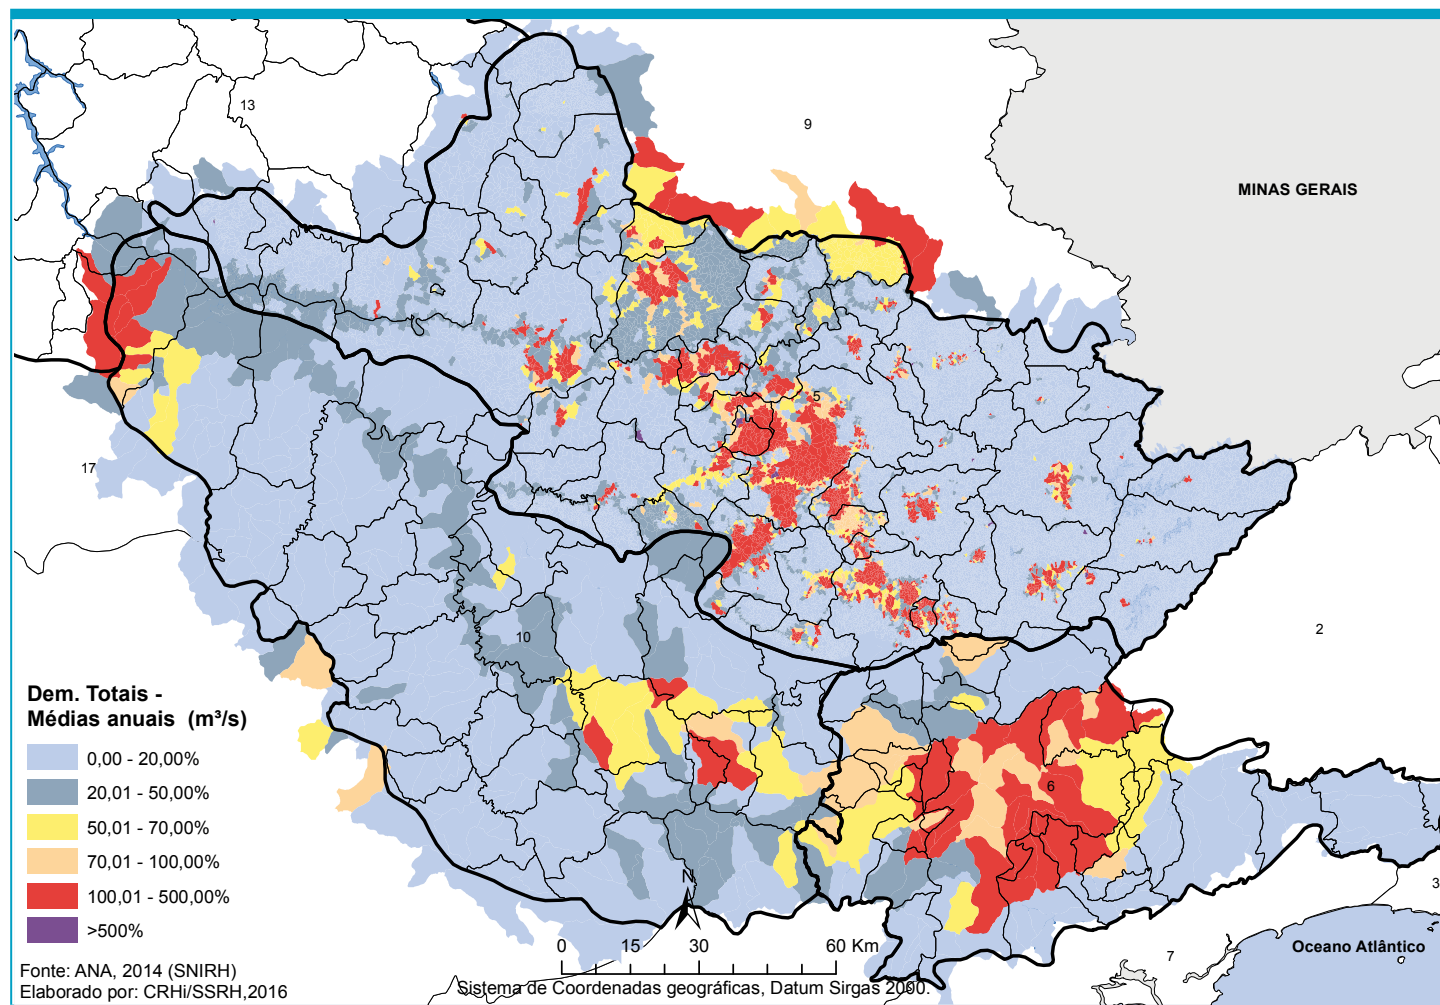 13
9
MINAS GERAIS
5
17
10
2
6
3
7
Oceano Atlântico
Dem. Totais -
Médias anuais (m³/s)
0,00 - 20,00%
20,01 - 50,00%
50,01 - 70,00%
70,01 - 100,00%
100,01 - 500,00%
>500%
N
0 15 30 60 Km
Fonte: ANA, 2014 (SNIRH)
Elaborado por: CRHi/SSRH,2016
Sistema de Coordenadas geográficas, Datum Sirgas 2000.